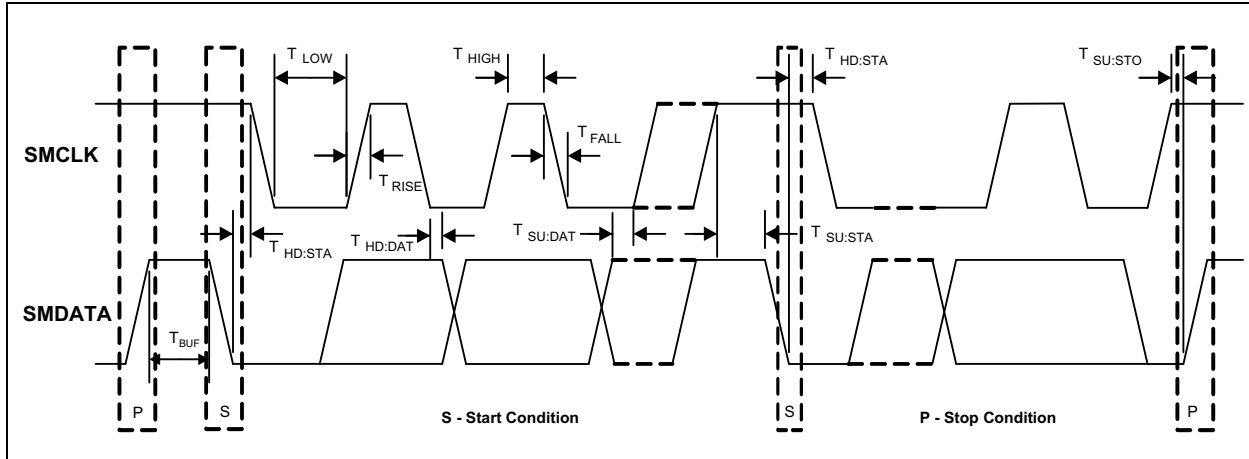 T LOW
T HIGH
T HD:STA
T SU:STO
SMCLK
T FALL
T RISE
T HD:STA
T HD:DAT
T SU:DAT
T SU:STA
SMDATA
T BUF
P
S
S - Start Condition
S
P - Stop Condition
P